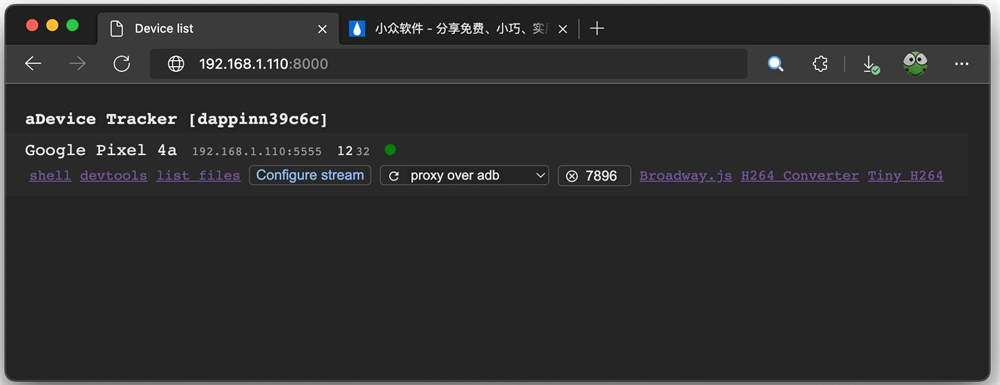 Device list
小众软件 - 分享免费、小巧、实
192.168.1.110:8000
aDevice Tracker [dappinn39c6c]
Google Pixel 4a 192.168.1.110:5555 12 32
shell devtools list files Configure stream proxy over adb 7896 Broadway.js H264 Converter Tiny H264